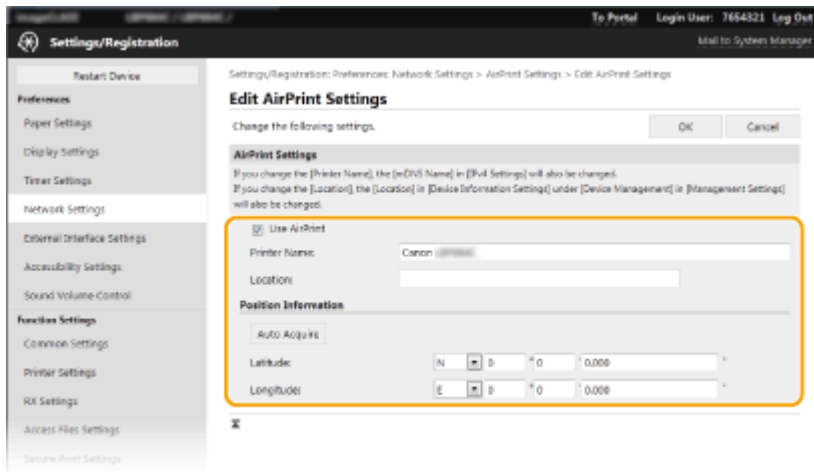 To Portal Login User: 7654321 Log Out
Settings/Registration
Mail to System Manager
Restart Device
Preferences
Paper Settings
Display Settings
Timer Settings
Network Settings
External Interface Settings
Accessibility Settings
Sound Volume Control
Function Settings
Common Settings
Printer Settings
RX Settings
Access Files Settings
Secure Print Settings
Settings/Registration: Preferences: Network Settings > AirPrint Settings > Edit AirPrint Settings
Edit AirPrint Settings
Change the following settings.
OK Cancel
AirPrint Settings
If you change the [Printer Name], the [mDNS Name] in [IPv4 Settings] will also be changed.
If you change the [Location], the [Location] in [Device Information Settings] under [Device Management] in [Management Settings]
will also be changed.
Use AirPrint
Printer Name: Canon
Location:
Position Information
Auto Acquire
Latitude: N 0 ° 0 ' 0.000 "
Longitude: E 0 ° 0 ' 0.000 "